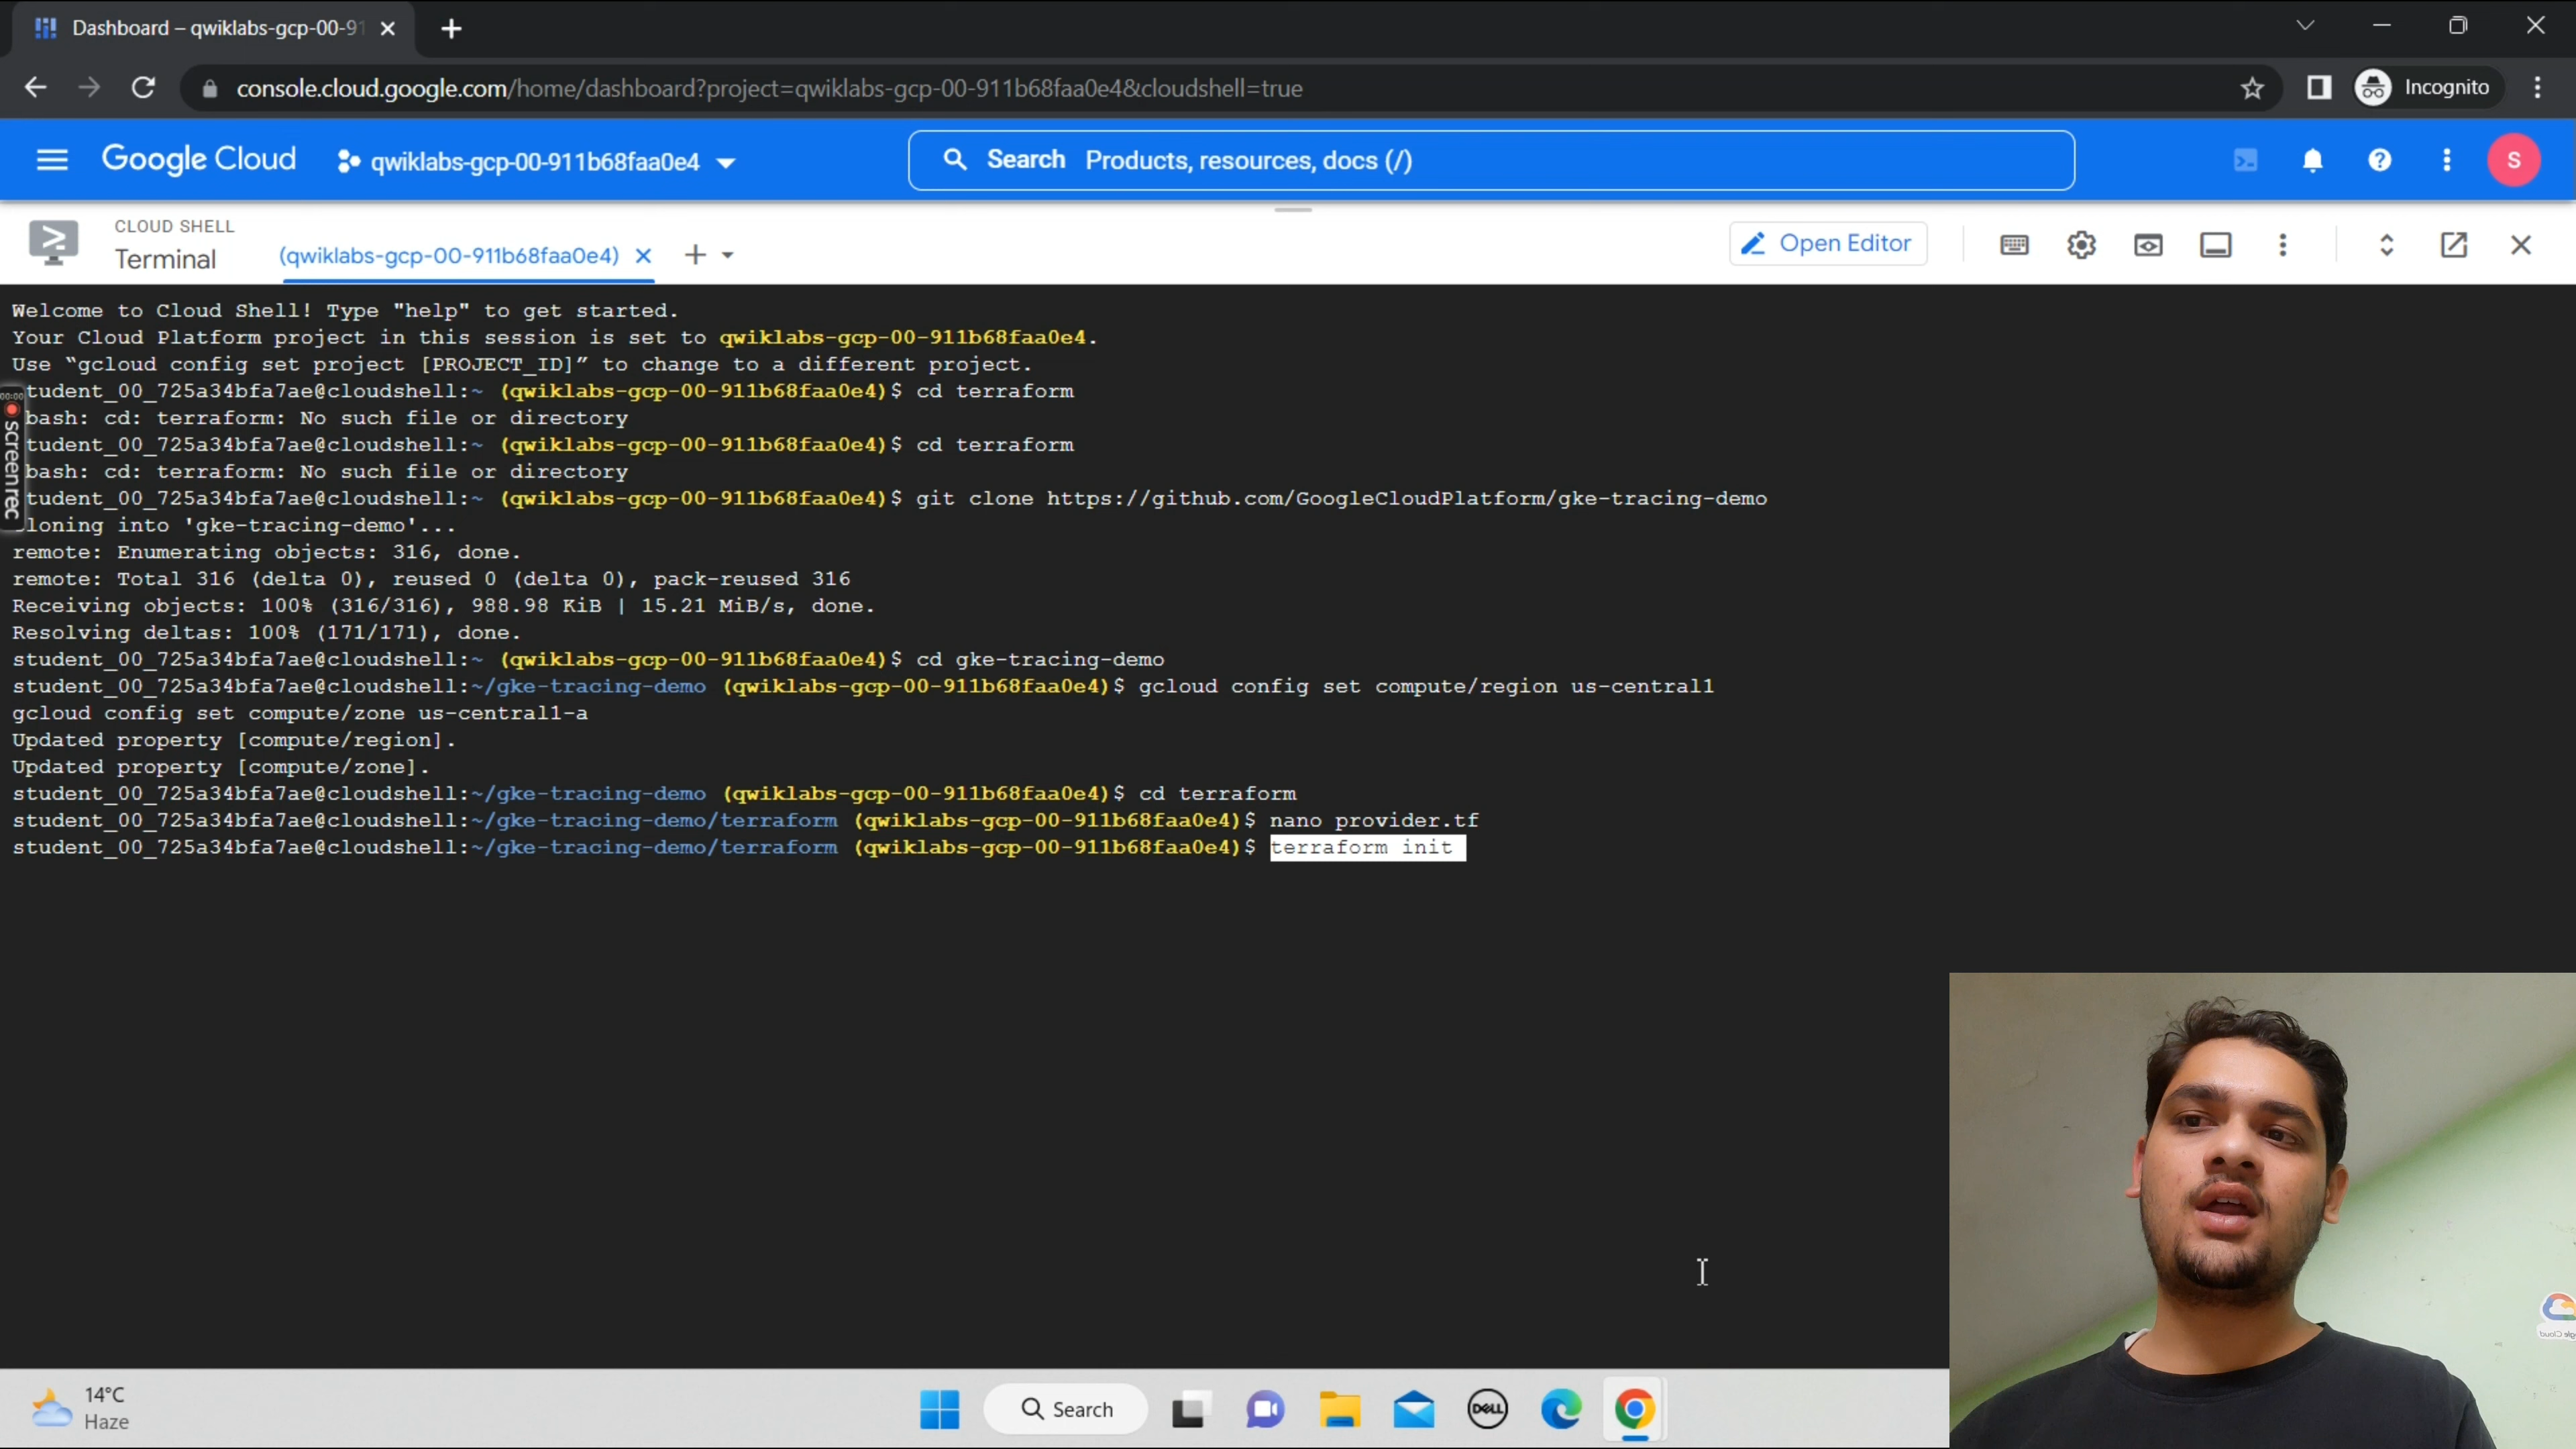 Dashboard – qwiklabs-gcp-00-91
console.cloud.google.com/home/dashboard?project=qwiklabs-gcp-00-911b68faa0e4&cloudshell=true
Incognito
Google Cloud
qwiklabs-gcp-00-911b68faa0e4
Search Products, resources, docs (/)
S
CLOUD SHELL
Terminal
(qwiklabs-gcp-00-911b68faa0e4)
Open Editor
Welcome to Cloud Shell! Type "help" to get started.
Your Cloud Platform project in this session is set to qwiklabs-gcp-00-911b68faa0e4.
Use “gcloud config set project [PROJECT_ID]” to change to a different project.
tudent_00_725a34bfa7ae@cloudshell:~ (qwiklabs-gcp-00-911b68faa0e4)$ cd terraform
bash: cd: terraform: No such file or directory
tudent_00_725a34bfa7ae@cloudshell:~ (qwiklabs-gcp-00-911b68faa0e4)$ cd terraform
bash: cd: terraform: No such file or directory
tudent_00_725a34bfa7ae@cloudshell:~ (qwiklabs-gcp-00-911b68faa0e4)$ git clone https://github.com/GoogleCloudPlatform/gke-tracing-demo
loning into 'gke-tracing-demo'...
remote: Enumerating objects: 316, done.
remote: Total 316 (delta 0), reused 0 (delta 0), pack-reused 316
Receiving objects: 100% (316/316), 988.98 KiB | 15.21 MiB/s, done.
Resolving deltas: 100% (171/171), done.
student_00_725a34bfa7ae@cloudshell:~ (qwiklabs-gcp-00-911b68faa0e4)$ cd gke-tracing-demo
student_00_725a34bfa7ae@cloudshell:~/gke-tracing-demo (qwiklabs-gcp-00-911b68faa0e4)$ gcloud config set compute/region us-central1
gcloud config set compute/zone us-central1-a
Updated property [compute/region].
Updated property [compute/zone].
student_00_725a34bfa7ae@cloudshell:~/gke-tracing-demo (qwiklabs-gcp-00-911b68faa0e4)$ cd terraform
student_00_725a34bfa7ae@cloudshell:~/gke-tracing-demo/terraform (qwiklabs-gcp-00-911b68faa0e4)$ nano provider.tf
student_00_725a34bfa7ae@cloudshell:~/gke-tracing-demo/terraform (qwiklabs-gcp-00-911b68faa0e4)$ terraform init
00:00
screenrec
14°C
Haze
Search
DELL